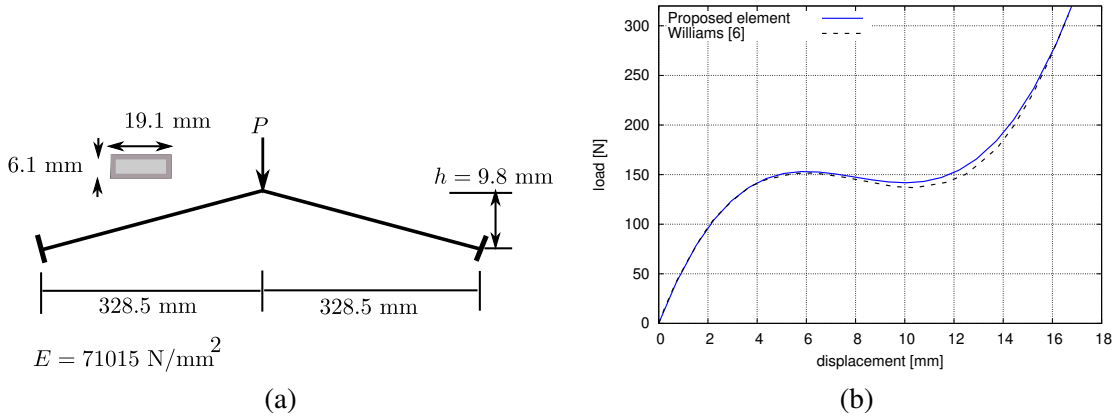 19.1 mm
P
6.1 mm
h = 9.8 mm
328.5 mm
328.5 mm
E = 71015 N/mm²
(a)
Proposed element
Williams [6]
load [N]
300
250
200
150
100
50
0
0 2 4 6 8 10 12 14 16 18
displacement [mm]
(b)